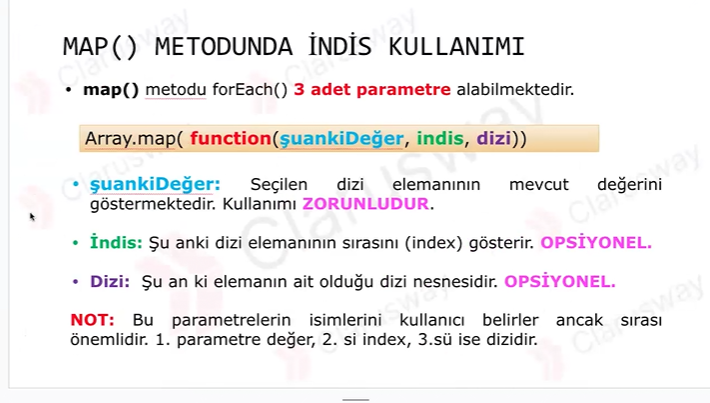 MAP() METODUNDA İNDİS KULLANIMI
• map() metodu forEach() 3 adet parametre alabilmektedir.
Array.map( function(şuankiDeğer, indis, dizi))
• şuankiDeğer: Seçilen dizi elemanının mevcut değerini
göstermektedir. Kullanımı ZORUNLUDUR.
• İndis: Şu anki dizi elemanının sırasını (index) gösterir. OPSİYONEL.
• Dizi: Şu an ki elemanın ait olduğu dizi nesnesidir. OPSİYONEL.
NOT: Bu parametrelerin isimlerini kullanıcı belirler ancak sırası
önemlidir. 1. parametre değer, 2. si index, 3.sü ise dizidir.
Clarusway